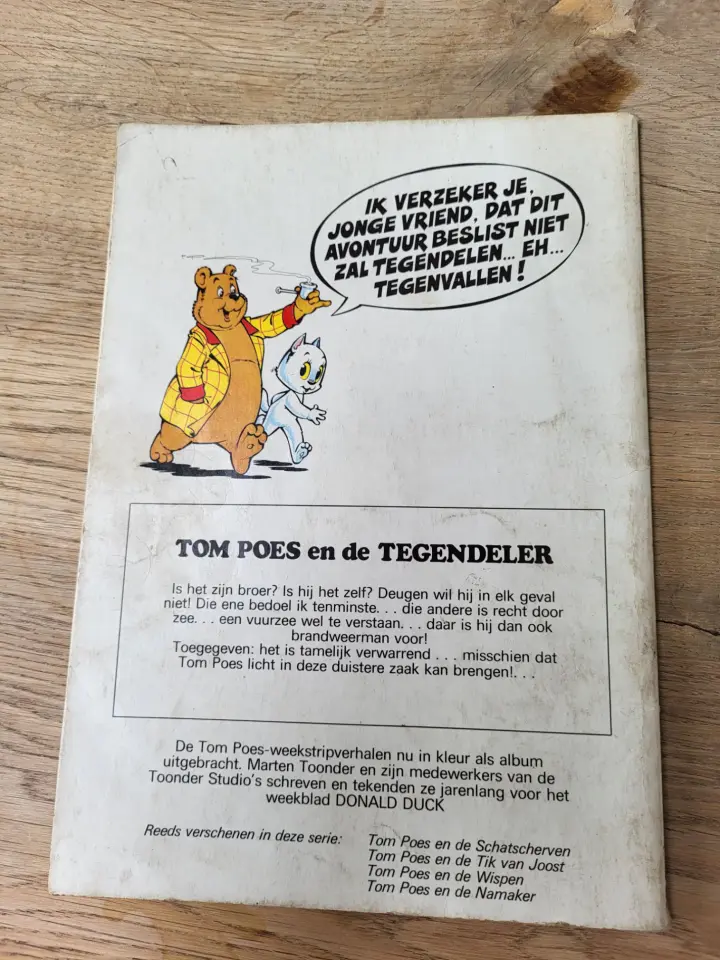 IK VERZEKER JE,
JONGE VRIEND, DAT DIT
AVONTUUR BESLIST NIET
ZAL TEGENDELEN... EH...
TEGENVALLEN!
TOM POES en de TEGENDELER
Is het zijn broer? Is hij het zelf? Deugen wil hij in elk geval
niet! Die ene bedoel ik tenminste. . . die andere is recht door
zee. . . een vuurzee wel te verstaan. . . daar is hij dan ook
brandweerman voor!
Toegegeven: het is tamelijk verwarrend . . . misschien dat
Tom Poes licht in deze duistere zaak kan brengen!. . .
De Tom Poes-weekstripverhalen nu in kleur als album
uitgebracht. Marten Toonder en zijn medewerkers van de
Toonder Studio's schreven en tekenden ze jarenlang voor het
weekblad DONALD DUCK
Reeds verschenen in deze serie:
Tom Poes en de Schatscherven
Tom Poes en de Tik van Joost
Tom Poes en de Wispen
Tom Poes en de Namaker